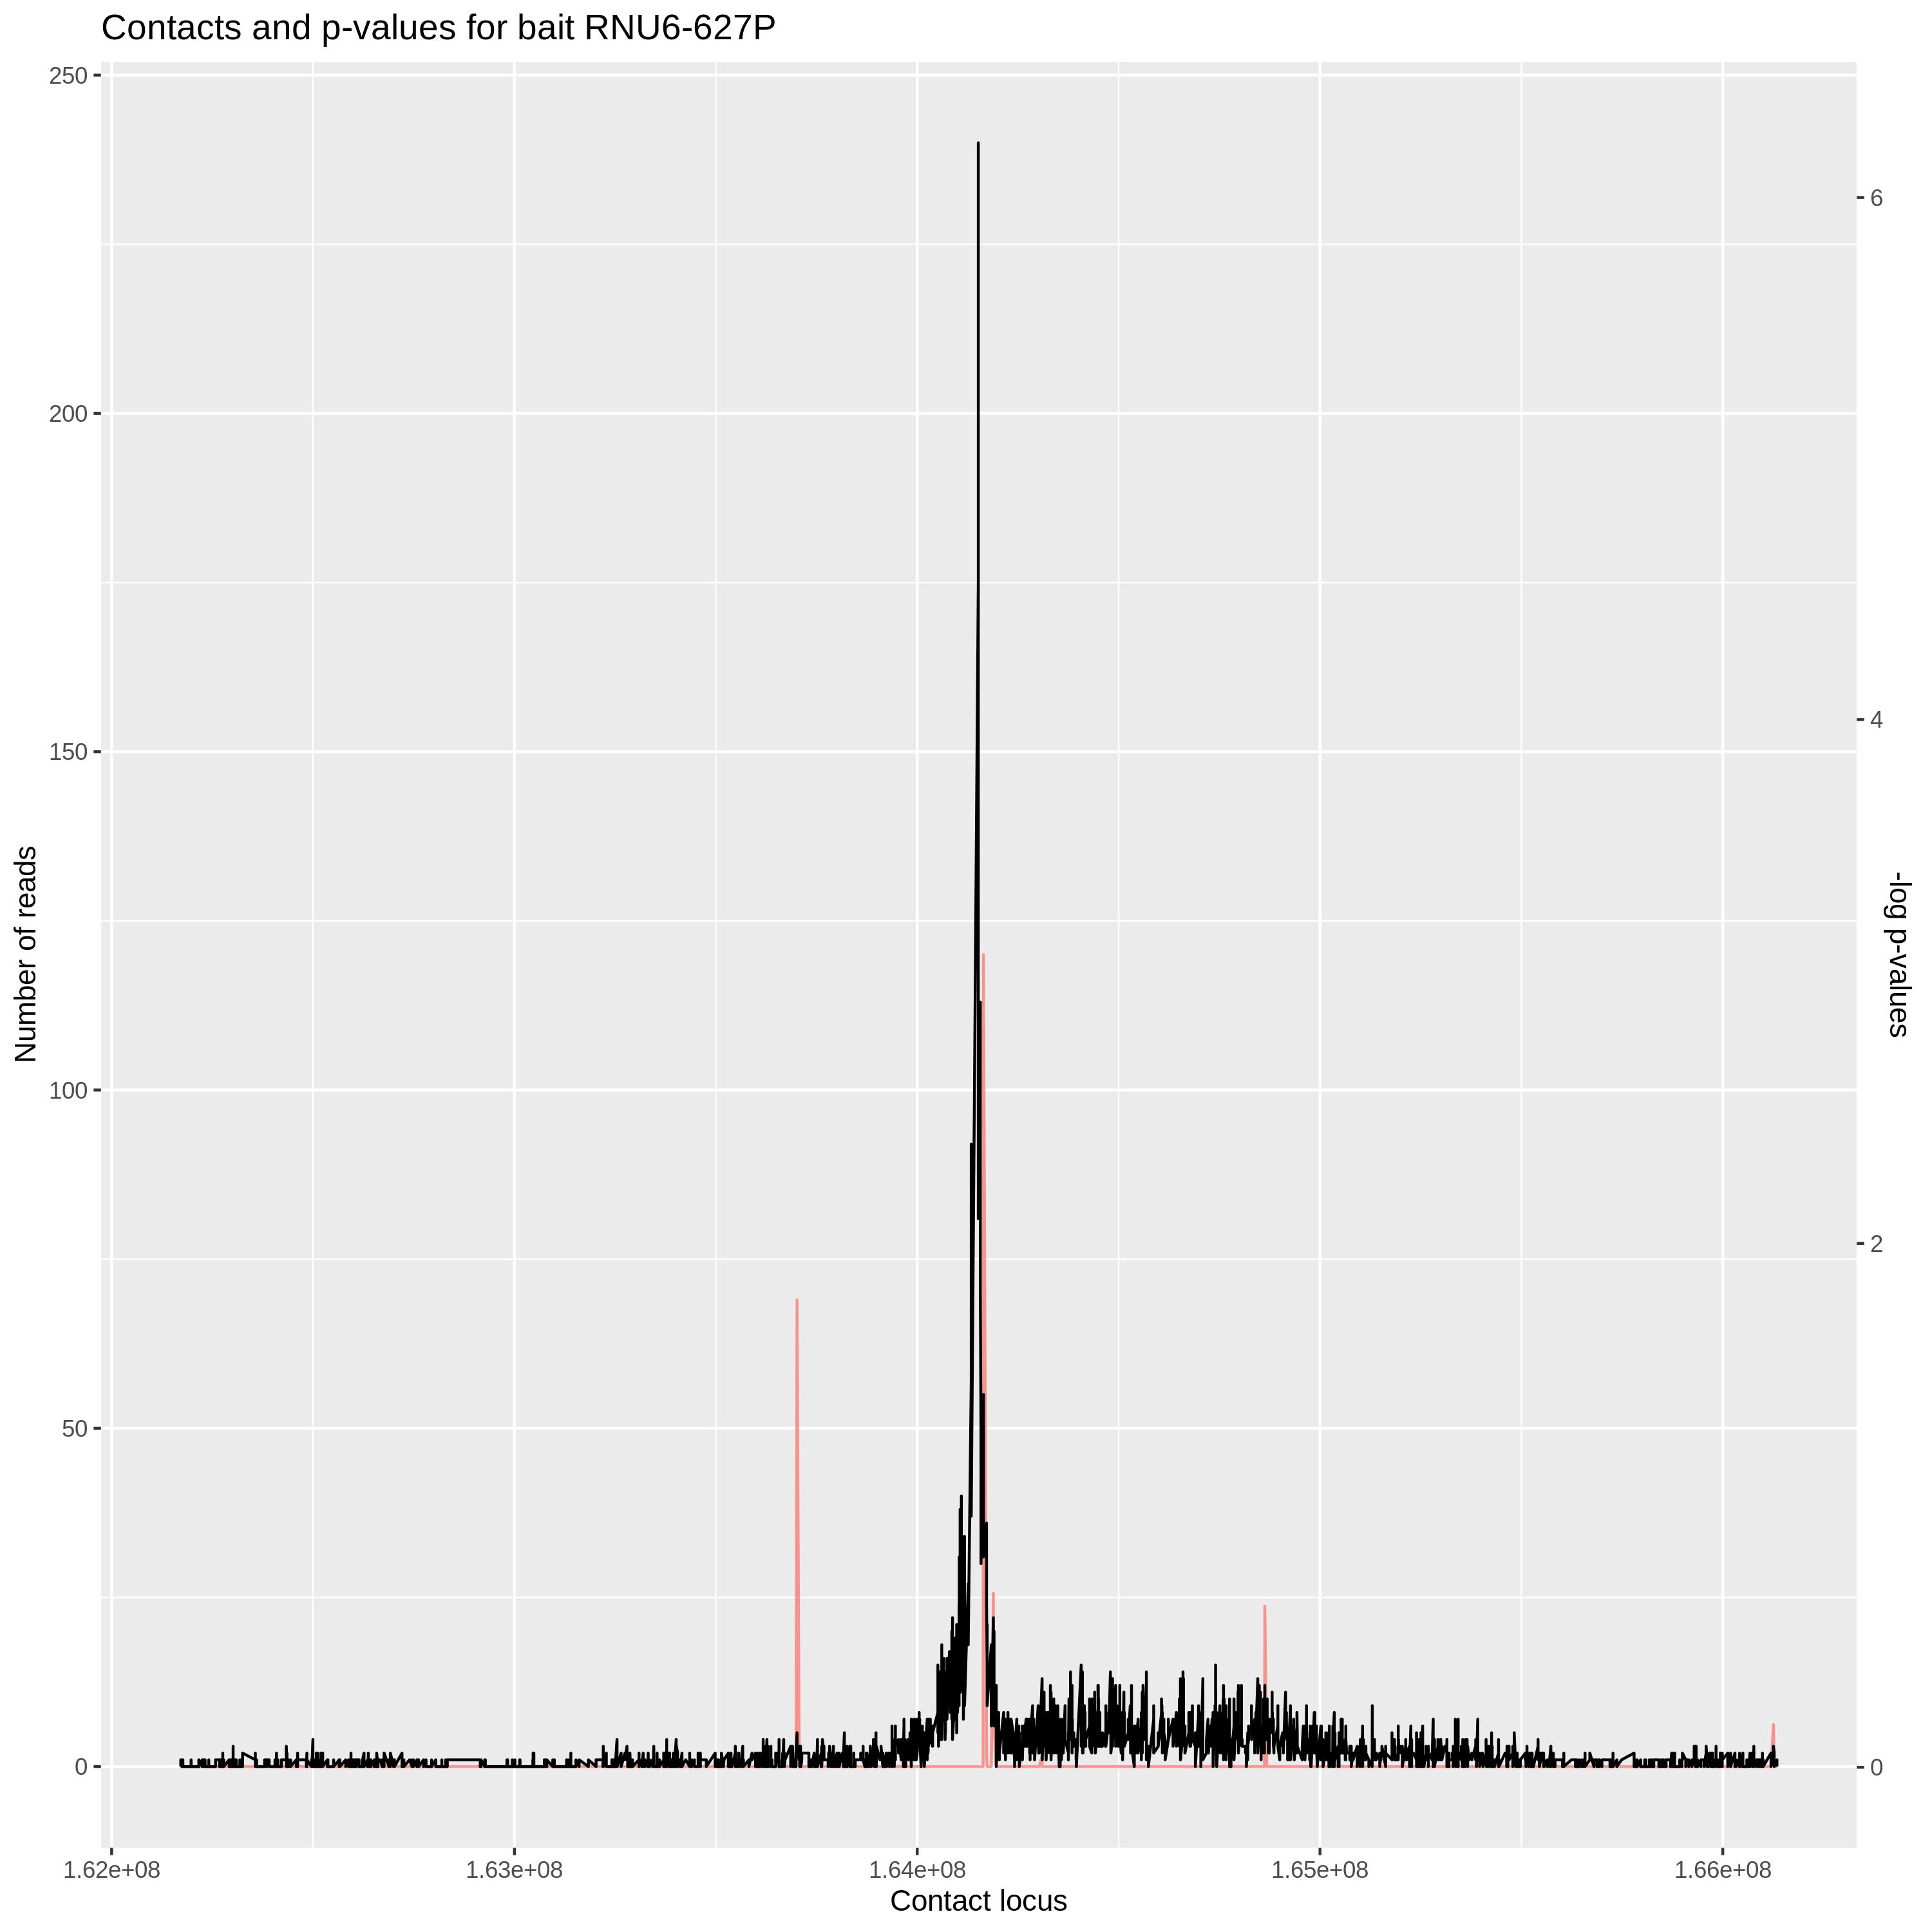 Contacts and p-values for bait RNU6-627P
250
200
150
100
50
0
Number of reads
6
4
2
0
-log p-values
1.62e+08
1.63e+08
1.64e+08
1.65e+08
1.66e+08
Contact locus